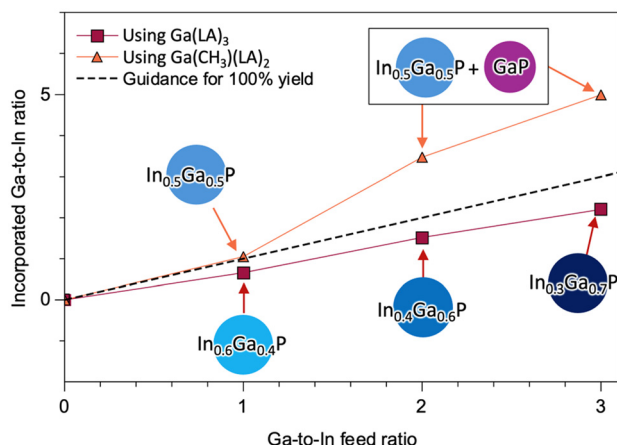 Using Ga(LA)₃
Using Ga(CH₃)(LA)₂
Guidance for 100% yield
In₀.₅Ga₀.₅P + GaP
In₀.₅Ga₀.₅P
In₀.₆Ga₀.₄P
In₀.₄Ga₀.₆P
In₀.₃Ga₀.₇P
Incorporated Ga-to-In ratio
5
0
0
1
2
3
Ga-to-In feed ratio